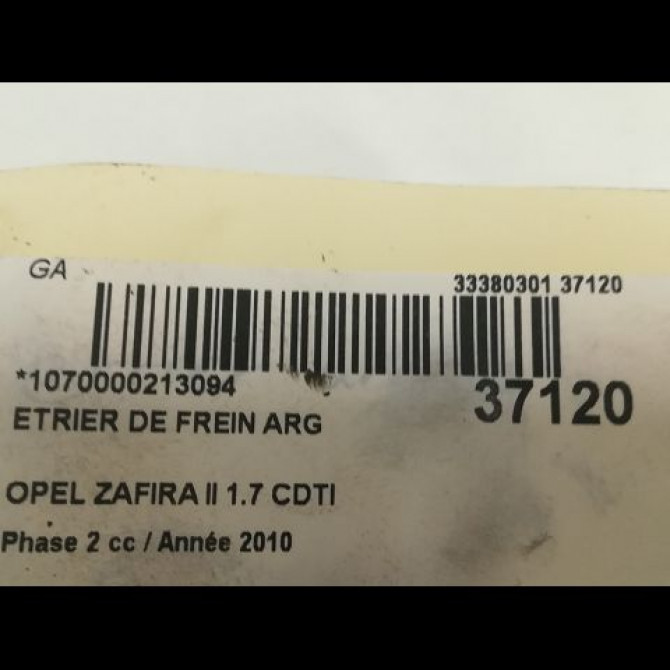 GA
33380301 37120
*1070000213094
37120
ETRIER DE FREIN ARG
OPEL ZAFIRA II 1.7 CDTI
Phase 2 cc / Année 2010